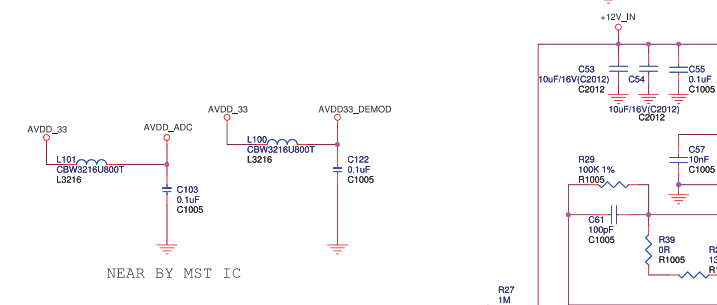 +12V_IN
C53
10uF/16V(C2012)
C2012
C54
10uF/16V(C2012)
C2012
C55
0.1uF
C1005
AVDD_33
AVDD33_DEMOD
L100
CBW3216U800T
L3216
C122
0.1uF
C1005
AVDD_33
AVDD_ADC
L101
CBW3216U800T
L3216
C103
0.1uF
C1005
NEAR BY MST IC
C57
10nF
C1005
R29
100K 1%
R1005
C61
100pF
C1005
R39
0R
R1005
R27
1M